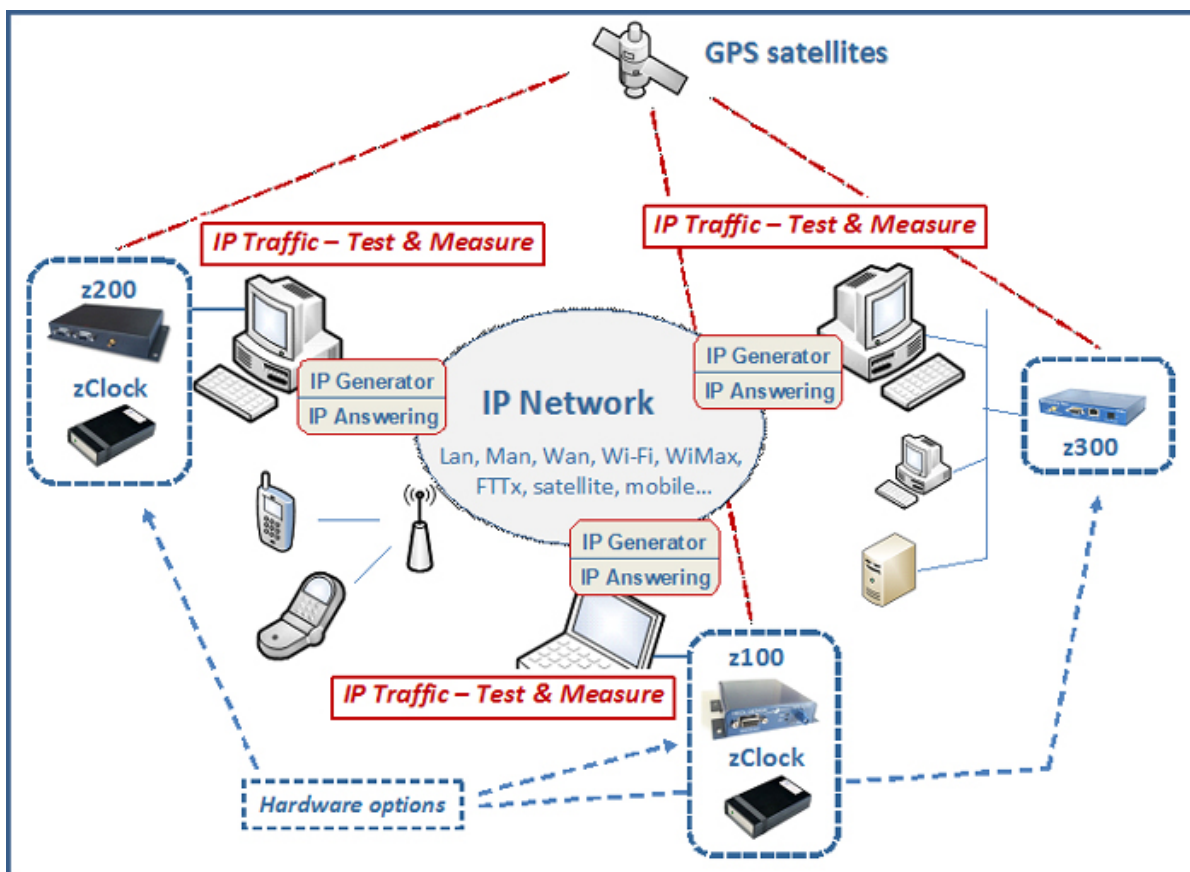 GPS satellites
IP Traffic – Test & Measure
IP Traffic – Test & Measure
z200
zClock
IP Generator
IP Answering
IP Network
Lan, Man, Wan, Wi-Fi, WiMax,
FTTx, satellite, mobile...
IP Generator
IP Answering
z300
IP Generator
IP Answering
IP Traffic – Test & Measure
z100
zClock
Hardware options